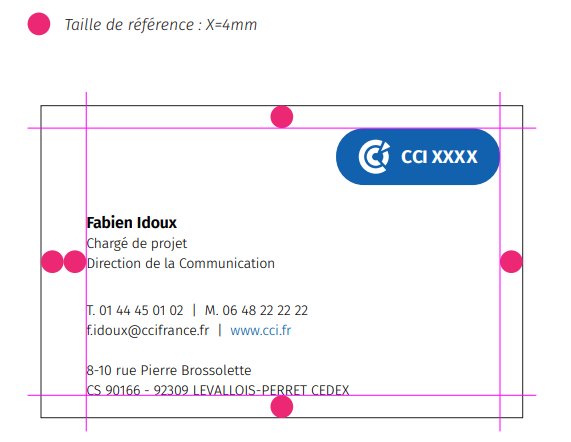 Taille de référence : X=4mm
CCI XXXX
Fabien Idoux
Chargé de projet
Direction de la Communication
T. 01 44 45 01 02 | M. 06 48 22 22 22
f.idoux@ccifrance.fr | www.cci.fr
8-10 rue Pierre Brossolette
CS 90166 - 92309 LEVALLOIS-PERRET CEDEX